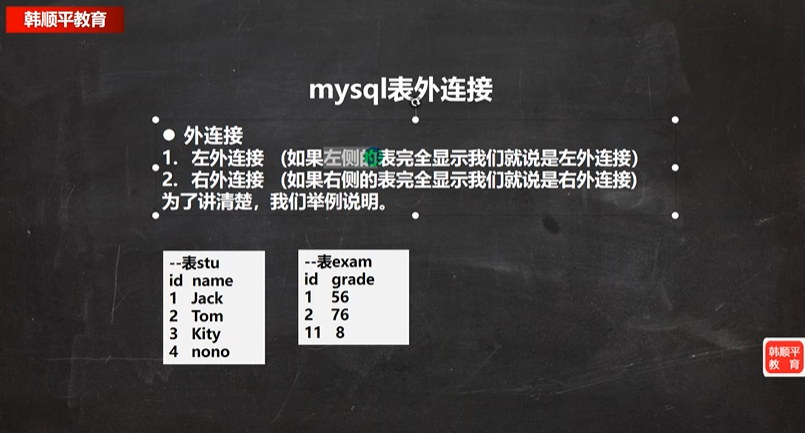 韩顺平教育
mysql表外连接
● 外连接
1. 左外连接 （如果左侧的表完全显示我们就说是左外连接）
2. 右外连接 （如果右侧的表完全显示我们就说是右外连接）
为了讲清楚，我们举例说明。
--表stu
id name
1 Jack
2 Tom
3 Kity
4 nono
--表exam
id grade
1 56
2 76
11 8
韩顺平
教 育